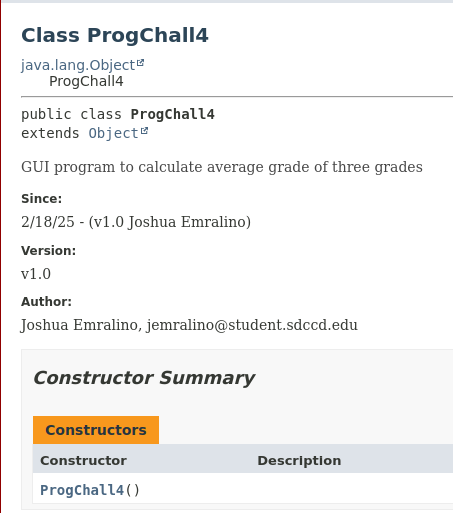 Class ProgChall4
java.lang.Object
ProgChall4
public class ProgChall4
extends Object
GUI program to calculate average grade of three grades
Since:
2/18/25 - (v1.0 Joshua Emralino)
Version:
v1.0
Author:
Joshua Emralino, jemralino@student.sdccd.edu
Constructor Summary
Constructors
Constructor Description
ProgChall4()